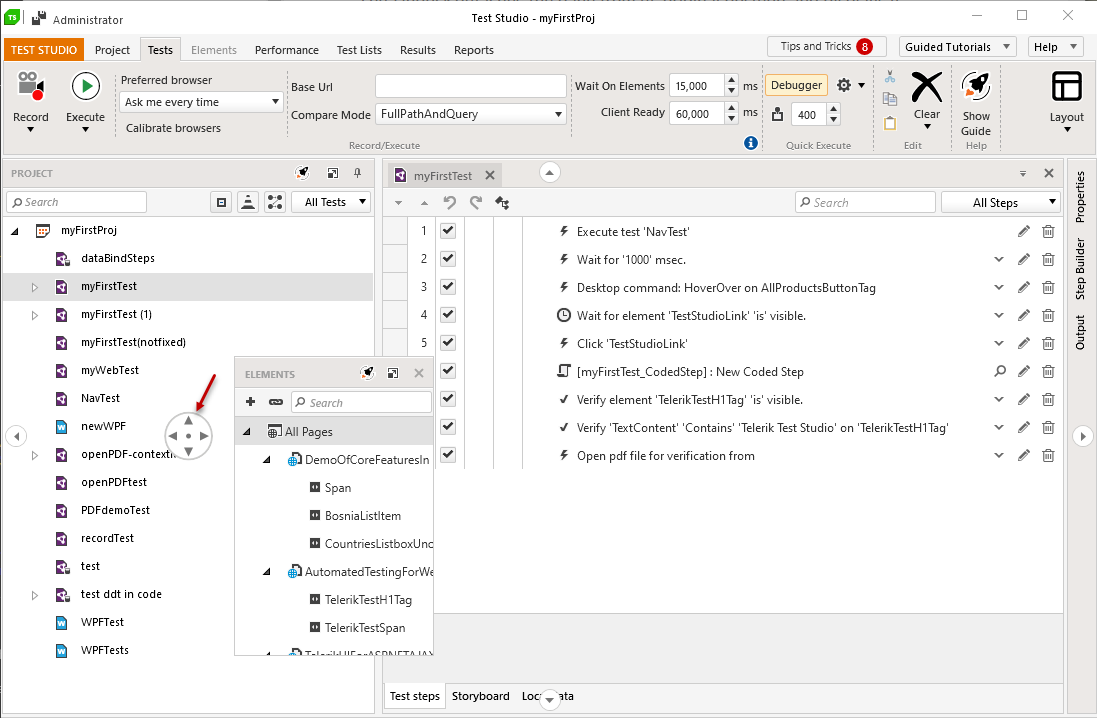 TS Administrator
Test Studio - myFirstProj
TEST STUDIO Project Tests Elements Performance Test Lists Results Reports
Tips and Tricks 8 Guided Tutorials Help
Record
Execute
Preferred browser
Ask me every time
Calibrate browsers
Base Url
Compare Mode FullPathAndQuery
Wait On Elements 15,000 ms
Client Ready 60,000 ms
Record/Execute
Debugger
400
Quick Execute
Clear
Edit
Show
Guide
Help
Layout
PROJECT
Search
All Tests
myFirstProj
dataBindSteps
myFirstTest
myFirstTest (1)
myFirstTest(notfixed)
myWebTest
NavTest
newWPF
openPDF-context
openPDFtest
PDFdemoTest
recordTest
test
test ddt in code
WPFTest
WPFTests
ELEMENTS
Search
All Pages
DemoOfCoreFeaturesIn
Span
BosniaListItem
CountriesListboxUnc
AutomatedTestingForWe
TelerikTestH1Tag
TelerikTestSpan
TelerikUIForASPNETAJAX
myFirstTest
Search
All Steps
1 Execute test 'NavTest'
2 Wait for '1000' msec.
3 Desktop command: HoverOver on AllProductsButtonTag
4 Wait for element 'TestStudioLink' 'is' visible.
5 Click 'TestStudioLink'
[myFirstTest_CodedStep] : New Coded Step
Verify element 'TelerikTestH1Tag' 'is' visible.
Verify 'TextContent' 'Contains' 'Telerik Test Studio' on 'TelerikTestH1Tag'
Open pdf file for verification from
Test steps Storyboard
Properties
Step Builder
Output